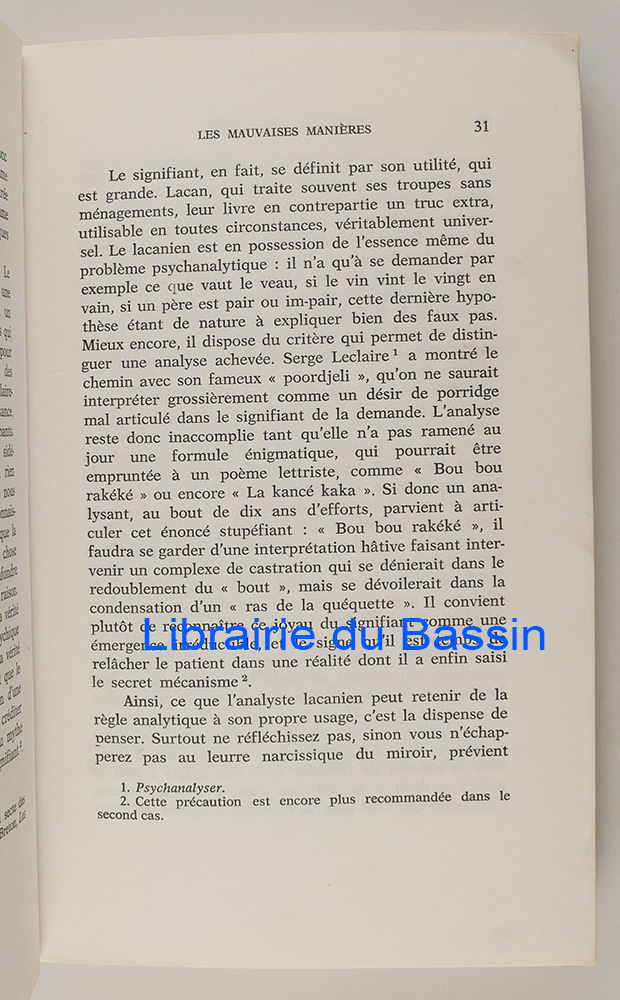 LES MAUVAISES MANIÈRES 31
Le signifiant, en fait, se définit par son utilité, qui
est grande. Lacan, qui traite souvent ses troupes sans
ménagements, leur livre en contrepartie un truc extra,
utilisable en toutes circonstances, véritablement univer-
sel. Le lacanien est en possession de l'essence même du
problème psychanalytique : il n'a qu'à se demander par
exemple ce que vaut le veau, si le vin vint le vingt en
vain, si un père est pair ou im-pair, cette dernière hypo-
thèse étant de nature à expliquer bien des faux pas.
Mieux encore, il dispose du critère qui permet de distin-
guer une analyse achevée. Serge Leclaire 1 a montré le
chemin avec son fameux « poordjeli », qu'on ne saurait
interpréter grossièrement comme un désir de porridge
mal articulé dans le signifiant de la demande. L'analyse
reste donc inaccomplie tant qu'elle n'a pas ramené au
jour une formule énigmatique, qui pourrait être
empruntée à un poème lettriste, comme « Bou bou
rakéké » ou encore « La kancé kaka ». Si donc un ana-
lysant, au bout de dix ans d'efforts, parvient à arti-
culer cet énoncé stupéfiant : « Bou bou rakéké », il
faudra se garder d'une interprétation hâtive faisant inter-
venir un complexe de castration qui se dénierait dans le
redoublement du « bout », mais se dévoilerait dans la
condensation d'un « ras de la quéquette ». Il convient
plutôt de reconnaître ce joyau du signifiant comme une
émergence irréductible, et le signe qu'il est temps de
relâcher le patient dans une réalité dont il a enfin saisi
le secret mécanisme 2.
Ainsi, ce que l'analyste lacanien peut retenir de la
règle analytique à son propre usage, c'est la dispense de
penser. Surtout ne réfléchissez pas, sinon vous n'échap-
perez pas au leurre narcissique du miroir, prévient
1. Psychanalyser.
2. Cette précaution est encore plus recommandée dans le
second cas.
Librairie du Bassin